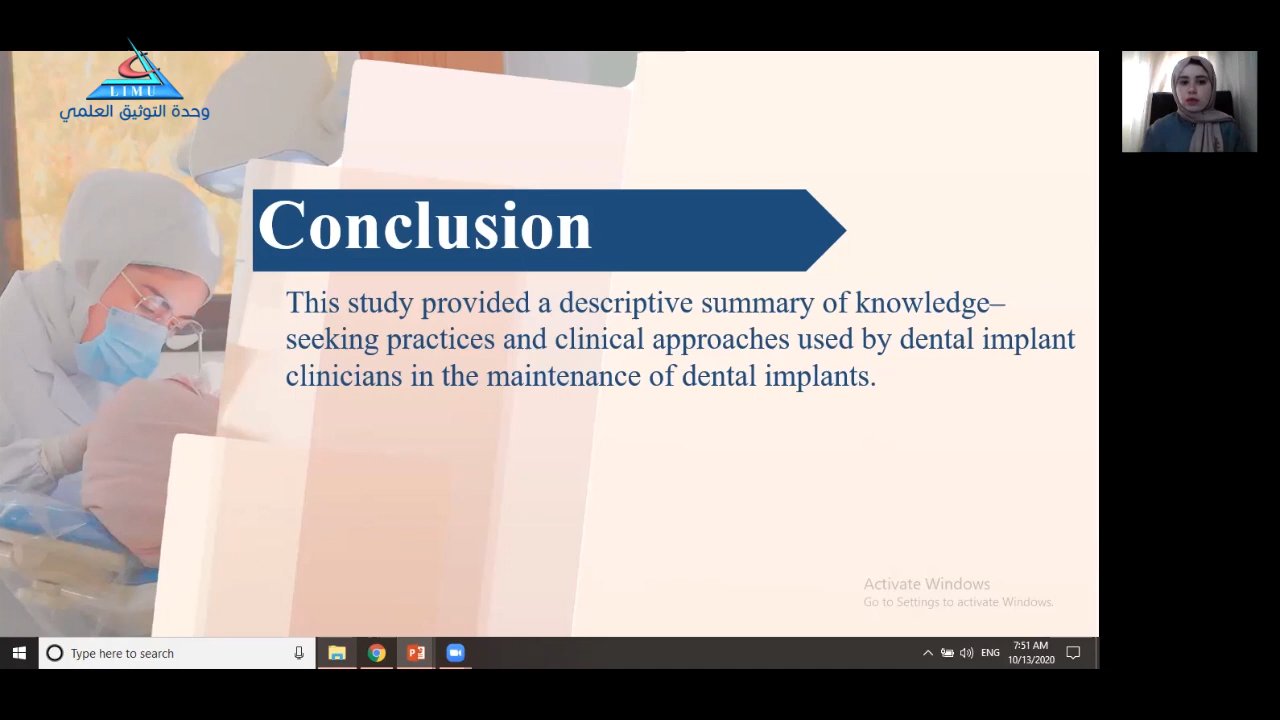 LIMU
وحدة التوثيق العلمي
Conclusion
This study provided a descriptive summary of knowledge–
seeking practices and clinical approaches used by dental implant
clinicians in the maintenance of dental implants.
Activate Windows
Go to Settings to activate Windows.
Type here to search
ENG
7:51 AM
10/13/2020